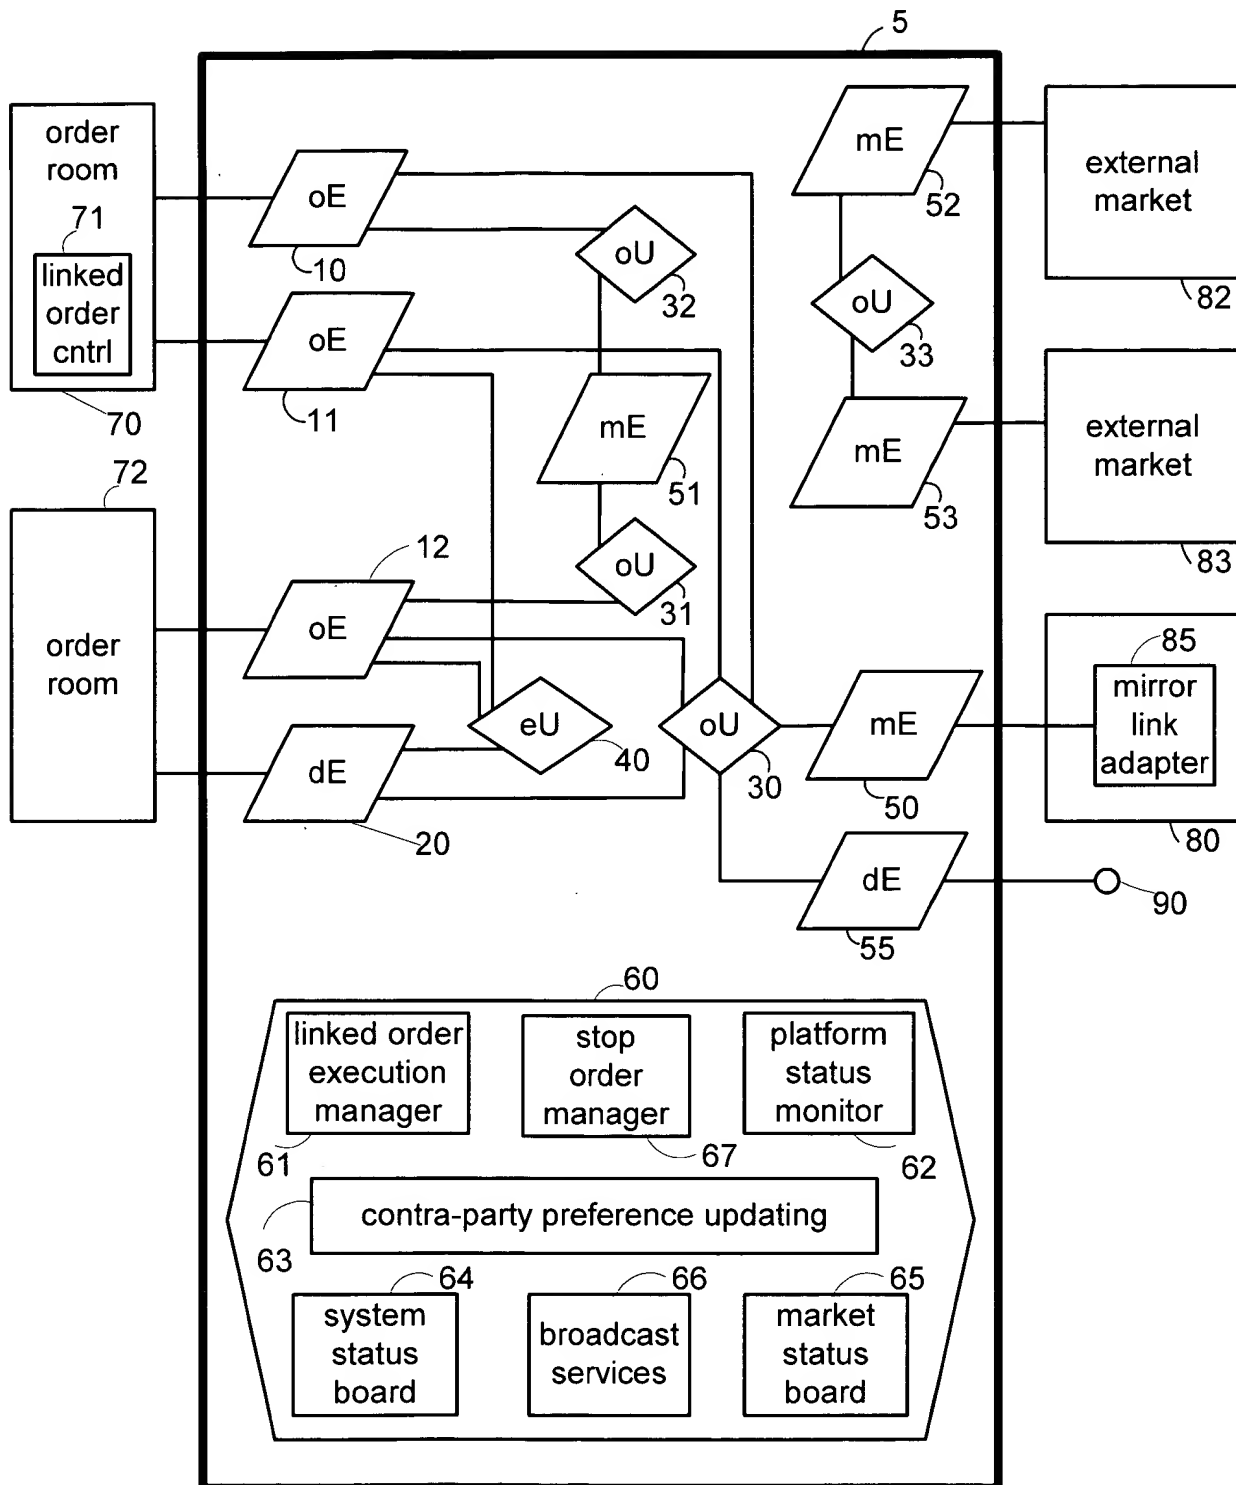 5
order
room
71
linked
order
cntrl
70
oE
10
oE
11
oU
32
mE
51
oU
31
mE
52
oU
33
mE
53
external
market
82
external
market
83
72
order
room
12
oE
dE
20
eU
40
oU
30
mE
50
85
mirror
link
adapter
80
dE
55
90
60
linked order
execution
manager
61
stop
order
manager
67
platform
status
monitor
62
contra-party preference updating
63
64
system
status
board
66
broadcast
services
65
market
status
board